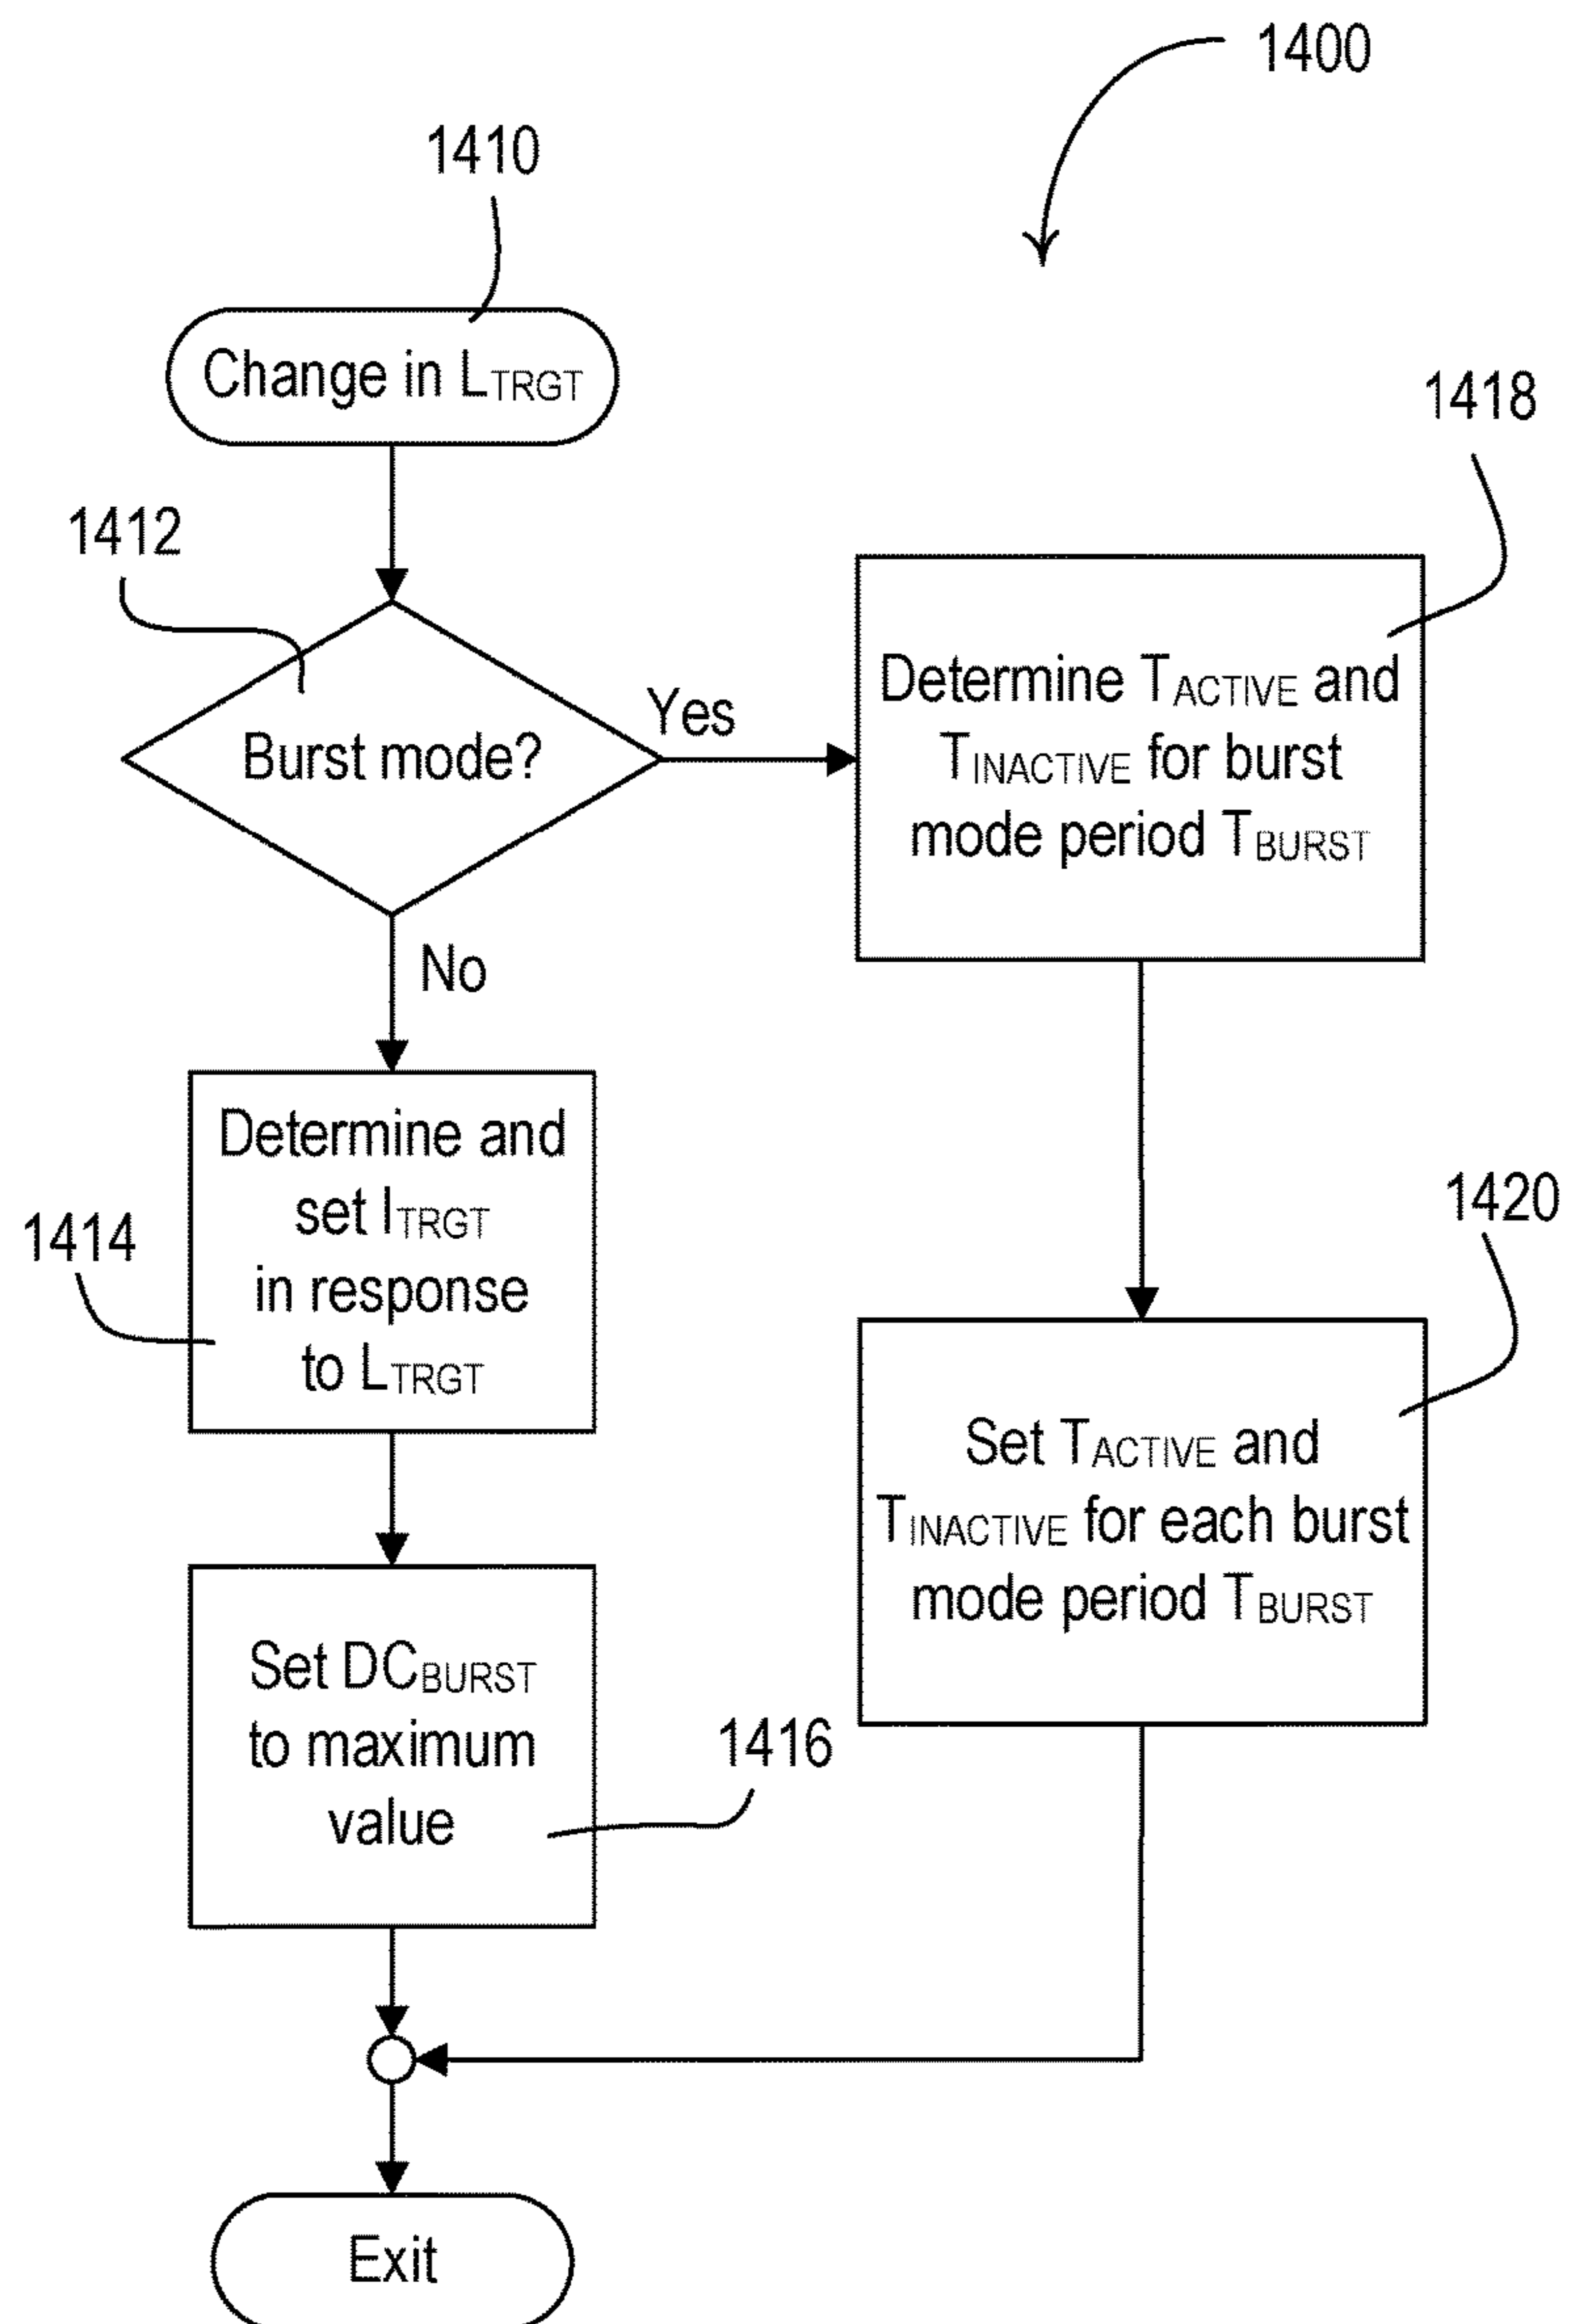 1400
1410
Change in LTRGT
1412
Burst mode?
Yes
No
1418
Determine TACTIVE and
TINACTIVE for burst
mode period TBURST
1414
Determine and
set ITRGT
in response
to LTRGT
1420
Set TACTIVE and
TINACTIVE for each burst
mode period TBURST
Set DCBURST
to maximum
value
1416
Exit